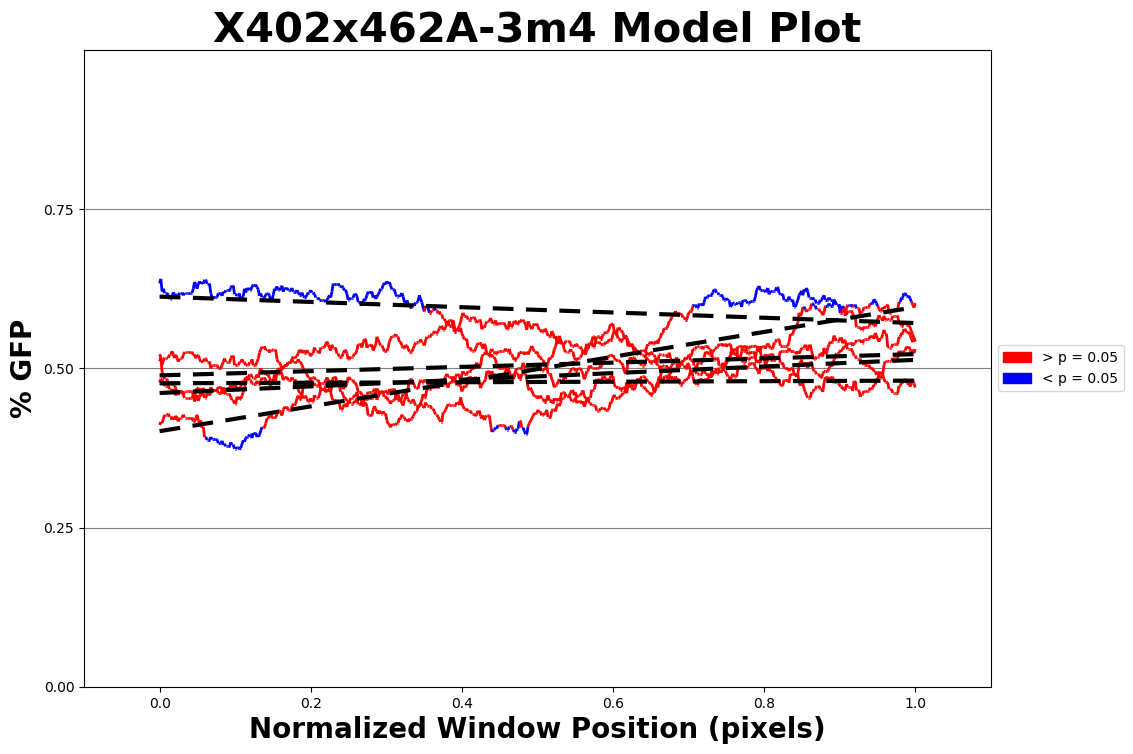 X402x462A-3m4 Model Plot
% GFP
0.75
0.50
0.25
0.00
0.0 0.2 0.4 0.6 0.8 1.0
Normalized Window Position (pixels)
> p = 0.05
< p = 0.05